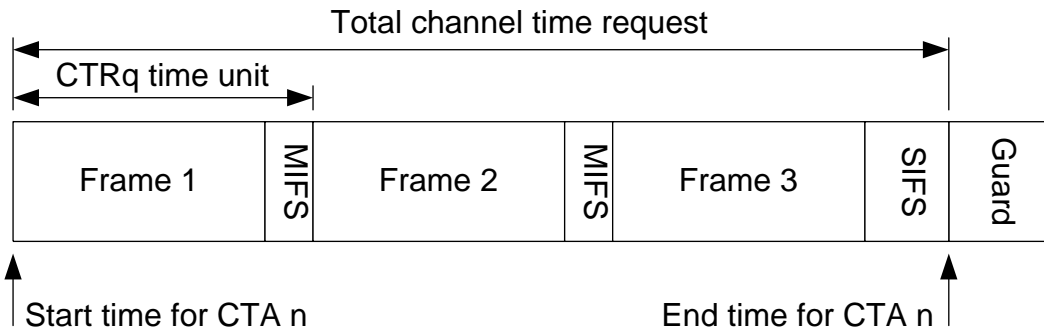 Total channel time request
CTRq time unit
Frame 1
MIFS
Frame 2
MIFS
Frame 3
SIFS
Guard
Start time for CTA n
End time for CTA n